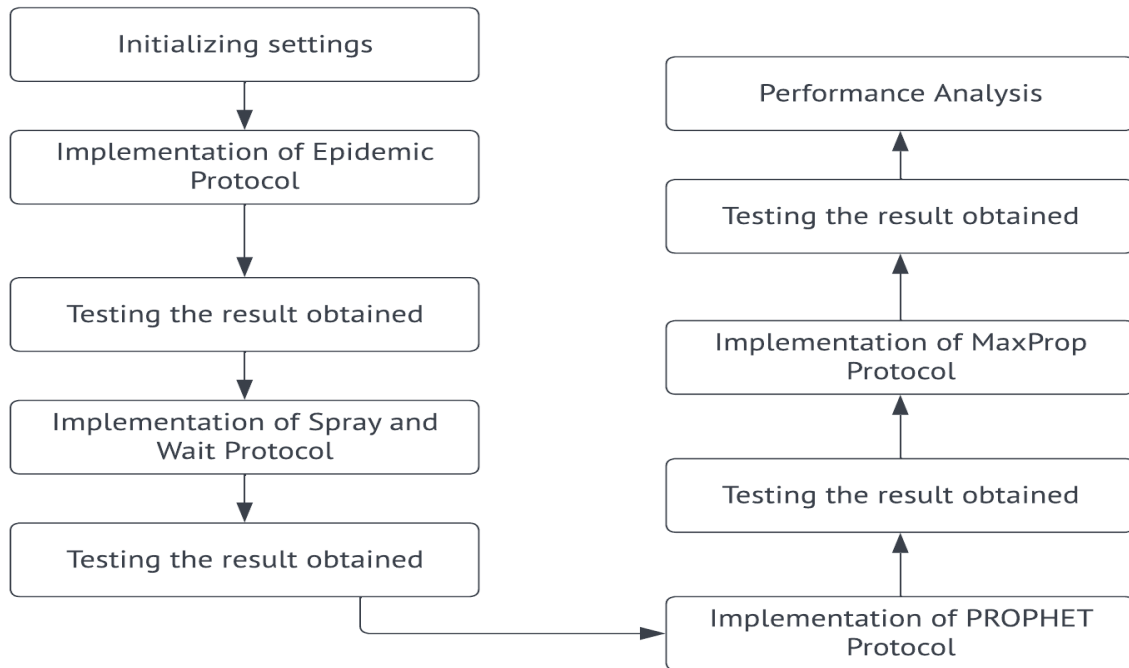 Initializing settings
Implementation of Epidemic
Protocol
Testing the result obtained
Implementation of Spray and
Wait Protocol
Testing the result obtained
Implementation of PROPHET
Protocol
Testing the result obtained
Implementation of MaxProp
Protocol
Testing the result obtained
Performance Analysis